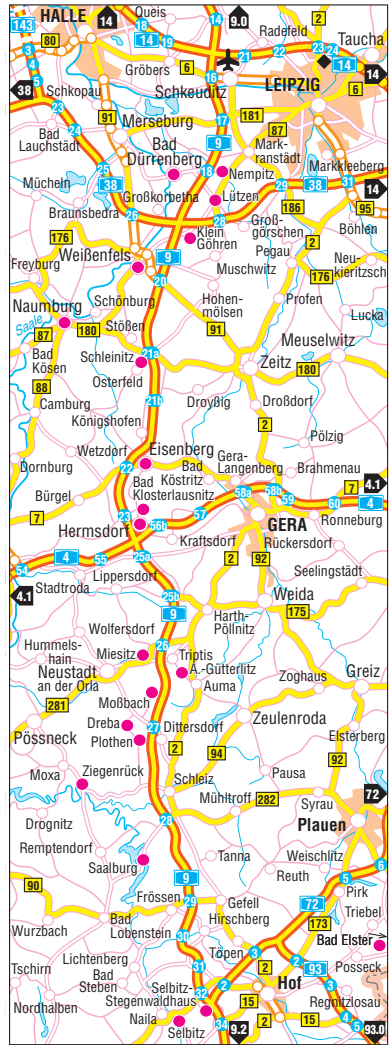 143
HALLE
14
Queis
14
9.0
2
Radefeld
22
23
24
Taucha
80
18
14
19
21
14
14
3
4
5
Gröbers
6
16
LEIPZIG
6
38
Schkopau
Schkeuditz
23
91
17
181
87
Merseburg
Bad
Lauchstädt
24
Bad
Dürrenberg
9
Mark-
ranstädt
Markkleeberg
25
38
18
Nempitz
29
38
31
14
Mücheln
Großkorbetha
Lützen
186
95
Braunsbedra
26
28
Groß-
görschen
Böhlen
176
Klein
Göhren
2
Weißenfels
9
Pegau
Neu-
kieritzsch
Freyburg
Muschwitz
176
20
Naumburg
Schönburg
Hohen-
mölsen
Profen
Lucka
Saale
87
180
Stößen
91
Meuselwitz
Bad
Kösen
Schleinitz
21a
Zeitz
180
88
Osterfeld
Camburg
21b
Droyßig
Droßdorf
Königshofen
2
Pölzig
Wetzdorf
Eisenberg
Dornburg
22
Bad
Köstritz
Gera-
Langenberg
Brahmenau
4.1
Bürgel
Bad
Klosterlausnitz
58a
58b
59
7
7
23
57
60
4
Hermsdorf
56b
GERA
Ronneburg
4
55
25a
Kraftsdorf
Rückersdorf
54
2
92
Stadtroda
Lippersdorf
Seelingstädt
4.1
25b
Weida
9
Harth-
Pöllnitz
175
Wolfersdorf
Hummels-
hain
Miesitz
26
Triptis
Neustadt
an der Orla
A.-Gütterlitz
Zoghaus
Greiz
Auma
281
Moßbach
Zeulenroda
Dreba
27
Dittersdorf
Elsterberg
Pössneck
Plothen
2
94
92
Moxa
Ziegenrück
Pausa
Schleiz
72
Mühltroff
282
Syrau
Drognitz
28
Plauen
Remptendorf
Tanna
Weischlitz
6
Saalburg
Reuth
5
90
9
Pirk
Frössen
29
Gefell
72
Triebel
Wurzbach
Bad
Lobenstein
Hirschberg
173
30
Töpen
3
Bad Elster
Tschirn
Lichtenberg
31
2
2
93
Posseck
Bad
Steben
Selbitz-
Stegenwaldhaus
32
2
Hof
3
Regnitzlosau
Nordhalben
15
4
Naila
Selbitz
34
9.2
2
15
5
93.0